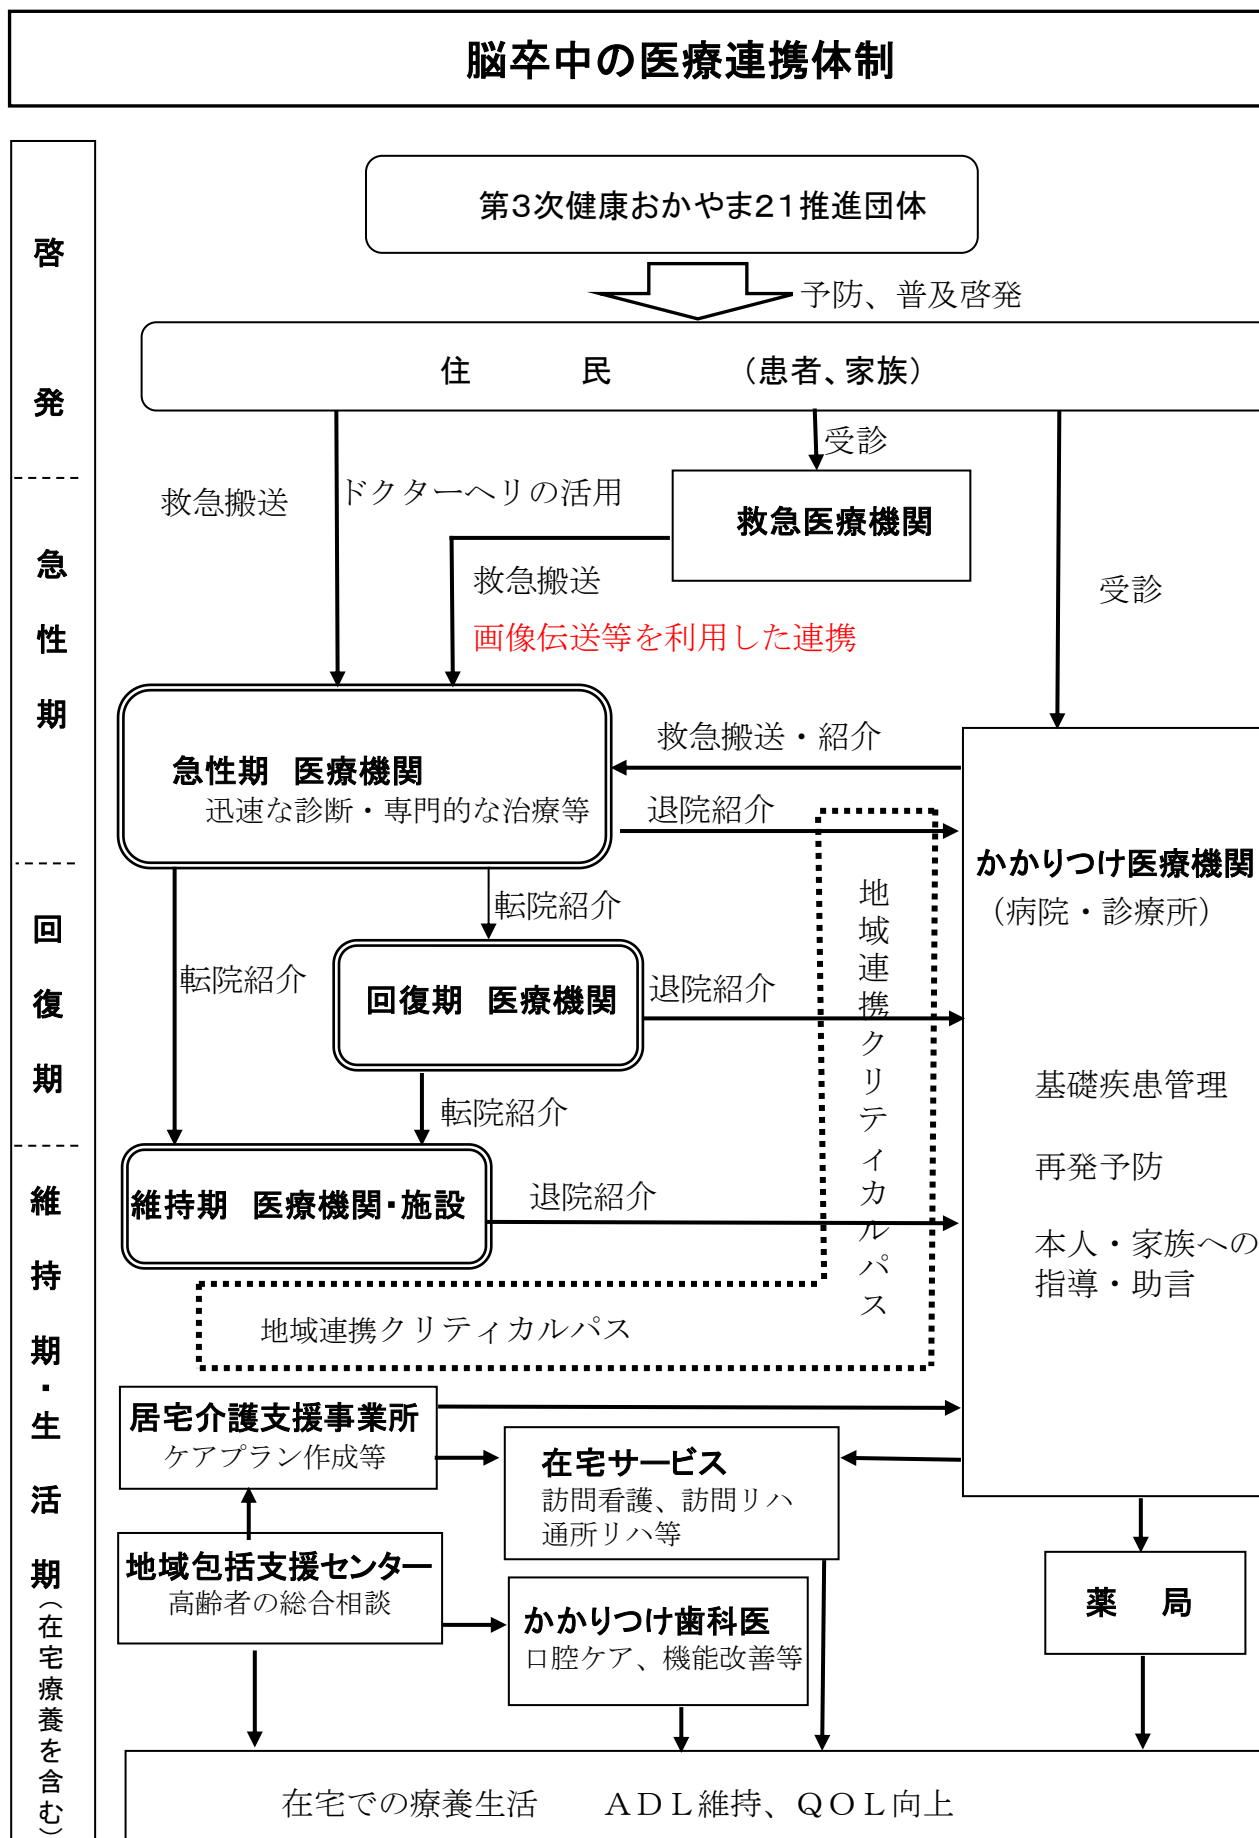 脳卒中の医療連携体制
啓発
急性期
回復期
維持期・生活期（在宅療養を含む）
第3次健康おかやま21推進団体
予防、普及啓発
住　民　（患者、家族）
受診
救急搬送
ドクターヘリの活用
救急医療機関
救急搬送
画像伝送等を利用した連携
受診
救急搬送・紹介
急性期　医療機関
迅速な診断・専門的な治療等
退院紹介
かかりつけ医療機関
（病院・診療所）
地域連携クリティカルパス
転院紹介
転院紹介
回復期　医療機関
退院紹介
基礎疾患管理
転院紹介
再発予防
維持期　医療機関・施設
退院紹介
本人・家族への
指導・助言
地域連携クリティカルパス
居宅介護支援事業所
ケアプラン作成等
在宅サービス
訪問看護、訪問リハ
通所リハ等
地域包括支援センター
高齢者の総合相談
かかりつけ歯科医
口腔ケア、機能改善等
薬　局
在宅での療養生活　ＡＤＬ維持、ＱＯＬ向上